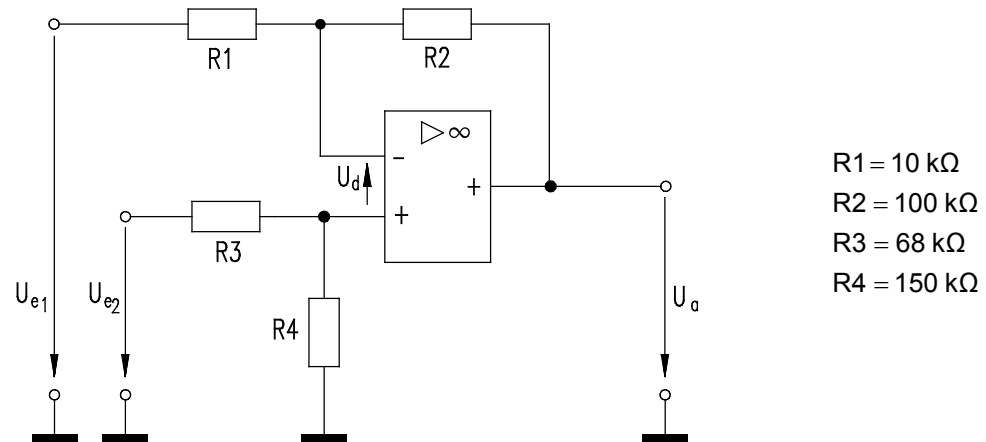 R1
R2
▷∞
-
U_d
+
+
R3
U_e1
U_e2
R4
U_a
R1 = 10 kΩ
R2 = 100 kΩ
R3 = 68 kΩ
R4 = 150 kΩ